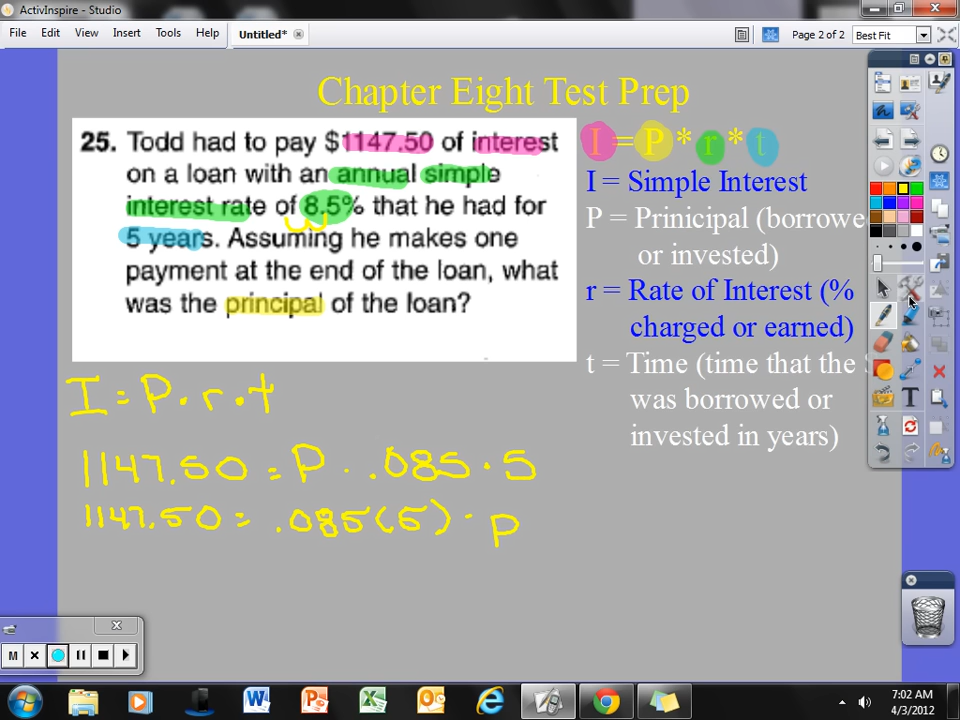 ActivInspire - Studio
File Edit View Insert Tools Help Untitled* Page 2 of 2 Best Fit
Chapter Eight Test Prep
25. Todd had to pay $1147.50 of interest
on a loan with an annual simple
interest rate of 8.5% that he had for
5 years. Assuming he makes one
payment at the end of the loan, what
was the principal of the loan?
I = P * r * t
I = Simple Interest
P = Prinicipal (borrowe
or invested)
r = Rate of Interest (%
charged or earned)
t = Time (time that the $
was borrowed or
invested in years)
I = P · r · t
1147.50 = P · .085 · 5
1147.50 = .085(5) · P
M
7:02 AM
4/3/2012